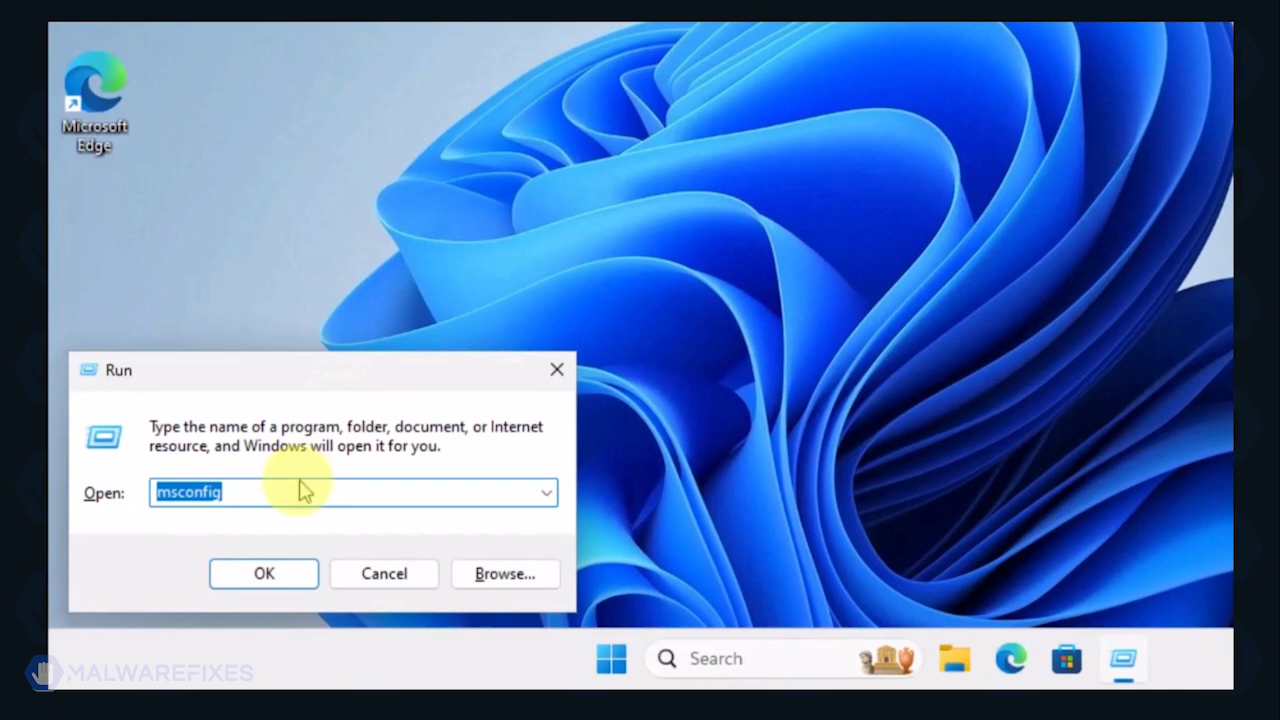 Microsoft
Edge
Run
Type the name of a program, folder, document, or Internet
resource, and Windows will open it for you.
Open:
msconfig
OK
Cancel
Browse...
Search
MALWAREFIXES